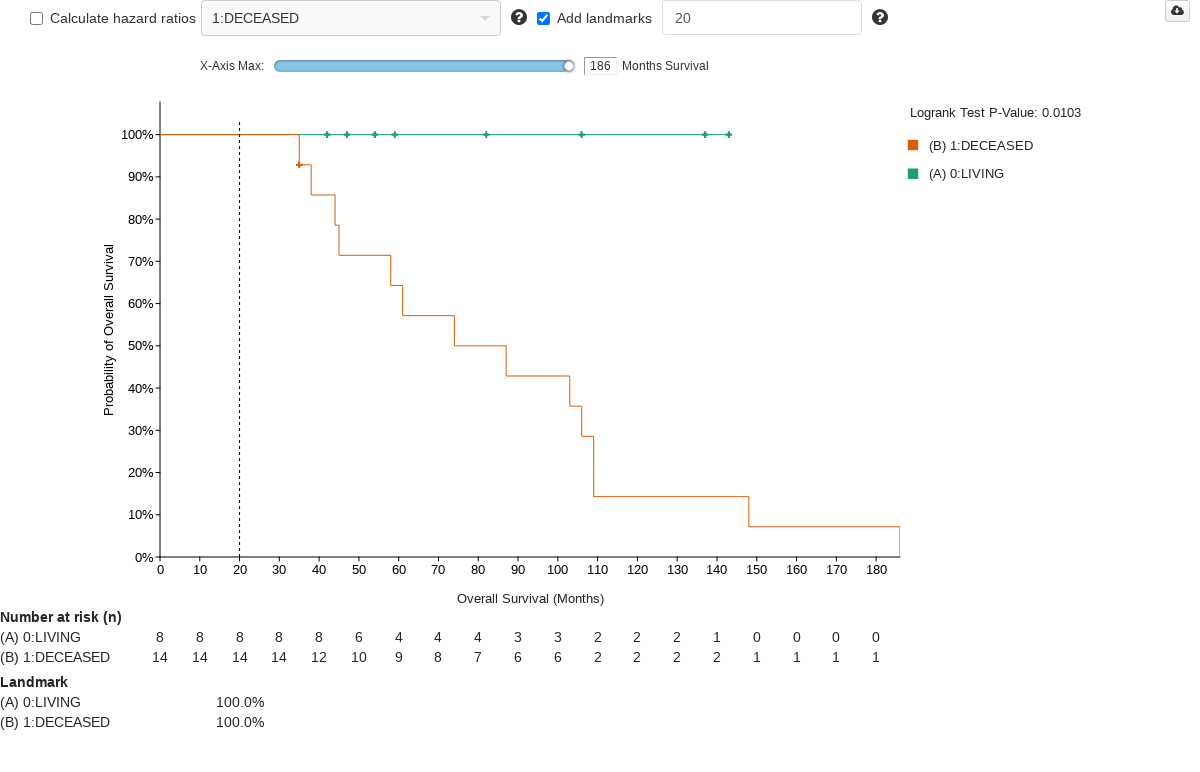 Calculate hazard ratios 1:DECEASED ? Add landmarks 20 ?
X-Axis Max: 186 Months Survival
Logrank Test P-Value: 0.0103
(B) 1:DECEASED
(A) 0:LIVING
Probability of Overall Survival
100%
90%
80%
70%
60%
50%
40%
30%
20%
10%
0%
0 10 20 30 40 50 60 70 80 90 100 110 120 130 140 150 160 170 180
Overall Survival (Months)
Number at risk (n)
(A) 0:LIVING 8 8 8 8 8 6 4 4 4 3 3 2 2 2 1 0 0 0 0
(B) 1:DECEASED 14 14 14 14 12 10 9 8 7 6 6 2 2 2 2 1 1 1 1
Landmark
(A) 0:LIVING 100.0%
(B) 1:DECEASED 100.0%